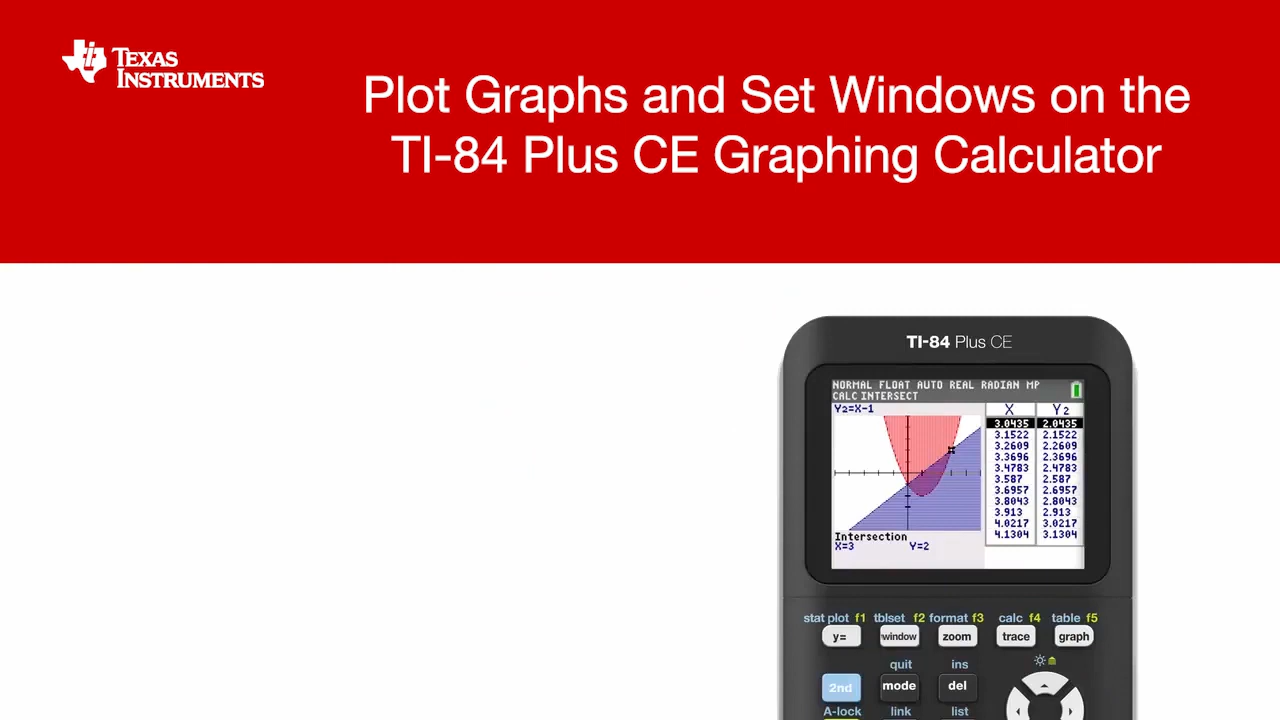 TEXAS
INSTRUMENTS
Plot Graphs and Set Windows on the
TI-84 Plus CE Graphing Calculator
TI-84 Plus CE
NORMAL FLOAT AUTO REAL RADIAN MP
CALC INTERSECT
Y2=X-1
X Y2
3.0435 2.0435
3.1522 2.1522
3.2609 2.2609
3.3696 2.3696
3.4783 2.4783
3.587 2.587
3.6957 2.6957
3.8043 2.8043
3.913 2.913
4.0217 3.0217
4.1304 3.1304
Intersection
X=3 Y=2
stat plot f1 tblset f2 format f3 calc f4 table f5
y= window zoom trace graph
quit ins
2nd mode del
A-lock link list